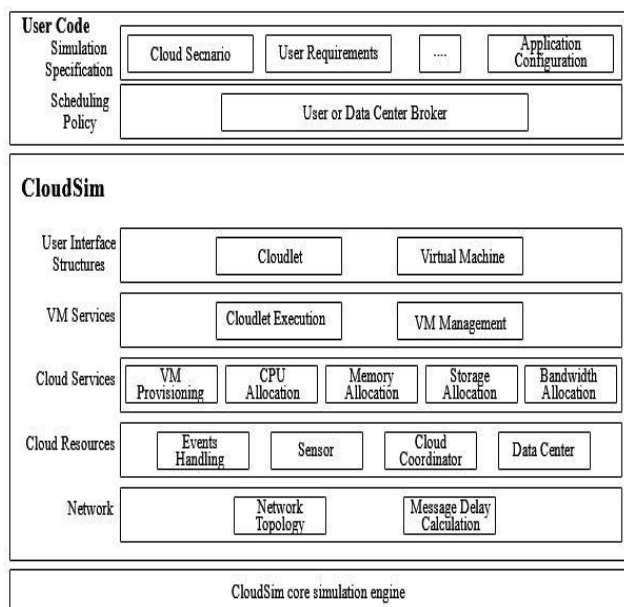 User Code
Simulation
Specification
Cloud Secnario
User Requirements
....
Application
Configuration
Scheduling
Policy
User or Data Center Broker
CloudSim
User Interface
Structures
Cloudlet
Virtual Machine
VM Services
Cloudlet Execution
VM Management
Cloud Services
VM
Provisioning
CPU
Allocation
Memory
Allocation
Storage
Allocation
Bandwidth
Allocation
Cloud Resources
Events
Handling
Sensor
Cloud
Coordinator
Data Center
Network
Network
Topology
Message Delay
Calculation
CloudSim core simulation engine